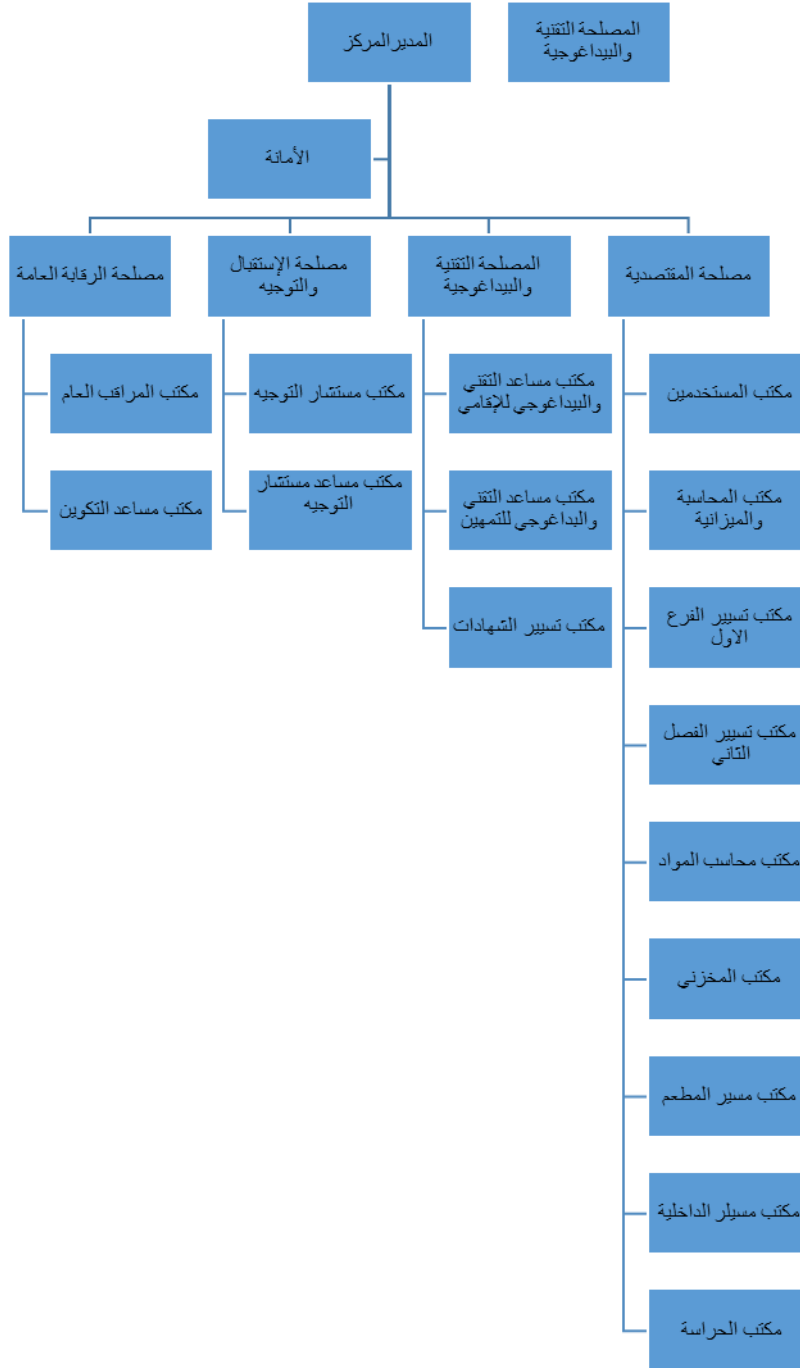 المصلحة التقنية
والبيداغوجية
المدير المركز
الأمانة
مصلحة المقتصدية
المصلحة التقنية
والبيداغوجية
مصلحة الإستقبال
والتوجيه
مصلحة الرقابة العامة
مكتب المستخدمين
مكتب المحاسبة
والميزانية
مكتب تسيير الفرع
الاول
مكتب تسيير الفصل
الثاني
مكتب محاسب المواد
مكتب المخزني
مكتب مسير المطعم
مكتب مسيلر الداخلية
مكتب الحراسة
مكتب مساعد التقني
والبيداغوجي للإقامي
مكتب مساعد التقني
والبداغوجي للتمهين
مكتب تسيير الشهادات
مكتب مستشار التوجيه
مكتب مساعد مستشار
التوجيه
مكتب المراقب العام
مكتب مساعد التكوين